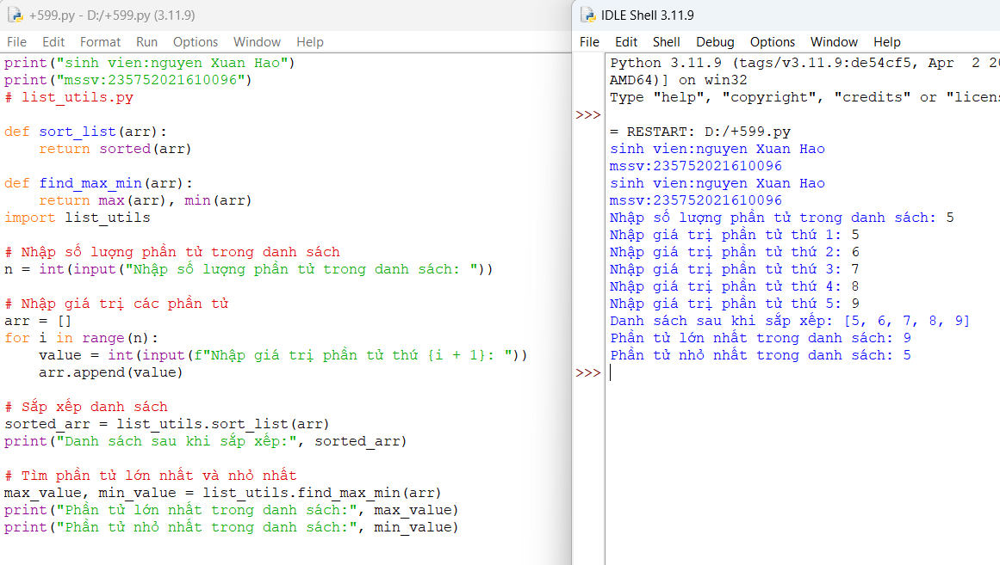 +599.py - D:/+599.py (3.11.9)
File Edit Format Run Options Window Help
print("sinh vien:nguyen Xuan Hao")
print("mssv:235752021610096")
# list_utils.py
def sort_list(arr):
    return sorted(arr)
def find_max_min(arr):
    return max(arr), min(arr)
import list_utils
# Nhập số lượng phần tử trong danh sách
n = int(input("Nhập số lượng phần tử trong danh sách: "))
# Nhập giá trị các phần tử
arr = []
for i in range(n):
    value = int(input(f"Nhập giá trị phần tử thứ {i + 1}: "))
    arr.append(value)
# Sắp xếp danh sách
sorted_arr = list_utils.sort_list(arr)
print("Danh sách sau khi sắp xếp:", sorted_arr)
# Tìm phần tử lớn nhất và nhỏ nhất
max_value, min_value = list_utils.find_max_min(arr)
print("Phần tử lớn nhất trong danh sách:", max_value)
print("Phần tử nhỏ nhất trong danh sách:", min_value)
IDLE Shell 3.11.9
File Edit Shell Debug Options Window Help
Python 3.11.9 (tags/v3.11.9:de54cf5, Apr 2 20
AMD64)] on win32
Type "help", "copyright", "credits" or "licens
>>>
= RESTART: D:/+599.py
sinh vien:nguyen Xuan Hao
mssv:235752021610096
sinh vien:nguyen Xuan Hao
mssv:235752021610096
Nhập số lượng phần tử trong danh sách: 5
Nhập giá trị phần tử thứ 1: 5
Nhập giá trị phần tử thứ 2: 6
Nhập giá trị phần tử thứ 3: 7
Nhập giá trị phần tử thứ 4: 8
Nhập giá trị phần tử thứ 5: 9
Danh sách sau khi sắp xếp: [5, 6, 7, 8, 9]
Phần tử lớn nhất trong danh sách: 9
Phần tử nhỏ nhất trong danh sách: 5
>>>